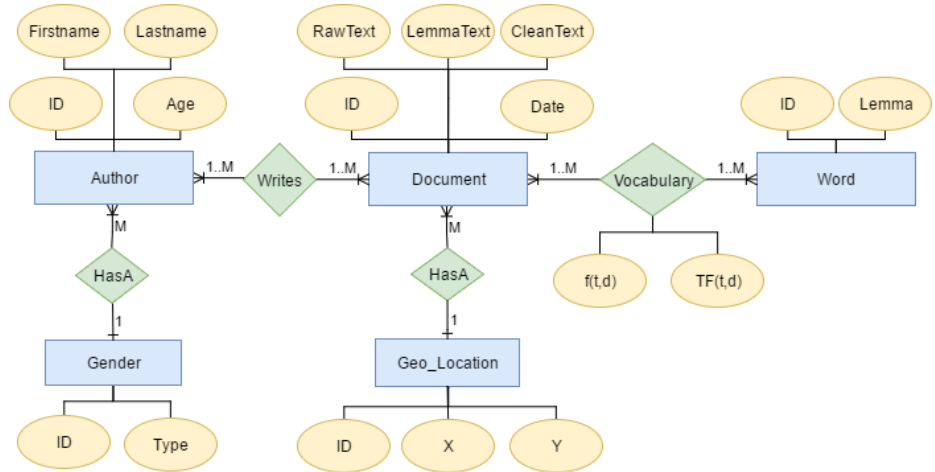 Firstname Lastname RawText LemmaText CleanText
ID Age ID Date ID Lemma
1..M 1..M 1..M 1..M
Author Writes Document Vocabulary Word
M M
HasA HasA f(t,d) TF(t,d)
1 1
Gender Geo_Location
ID Type ID X Y